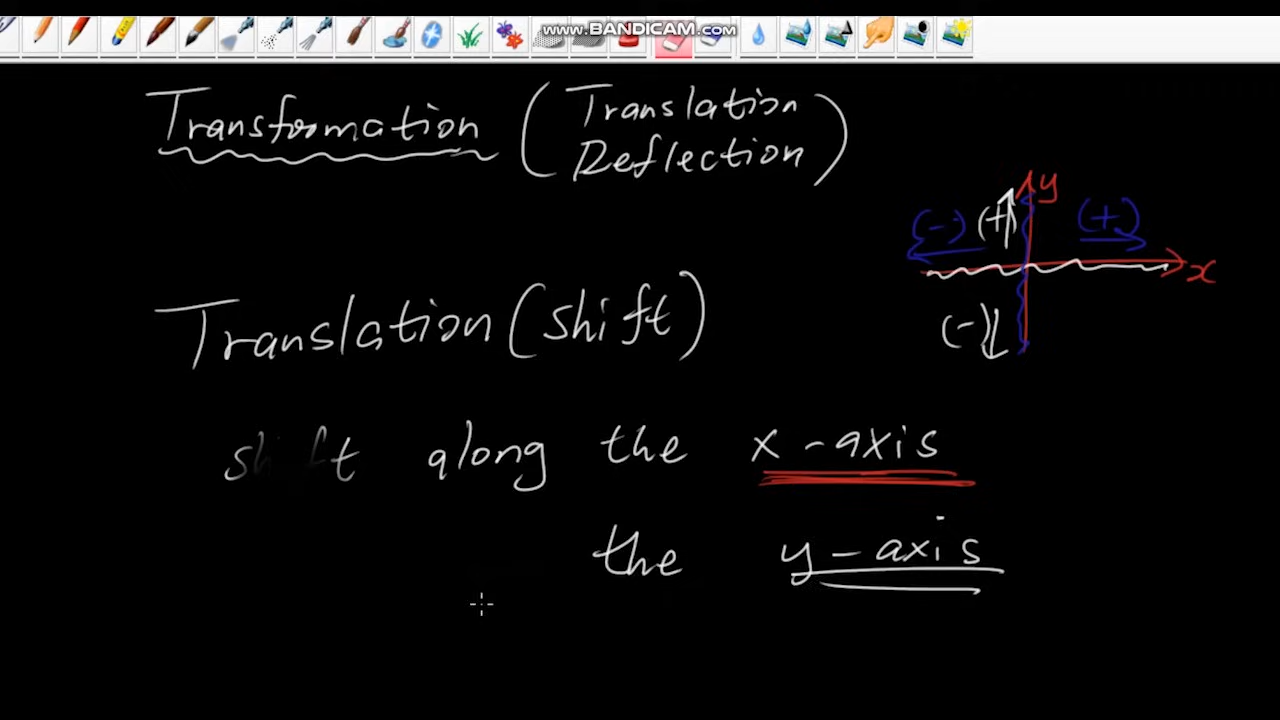 www.BANDICAM.com
Transformation (Translation
Reflection)
y
(-) (+) (+)
x
Translation (shift)
(-)
shift along the x-axis
the y-axis